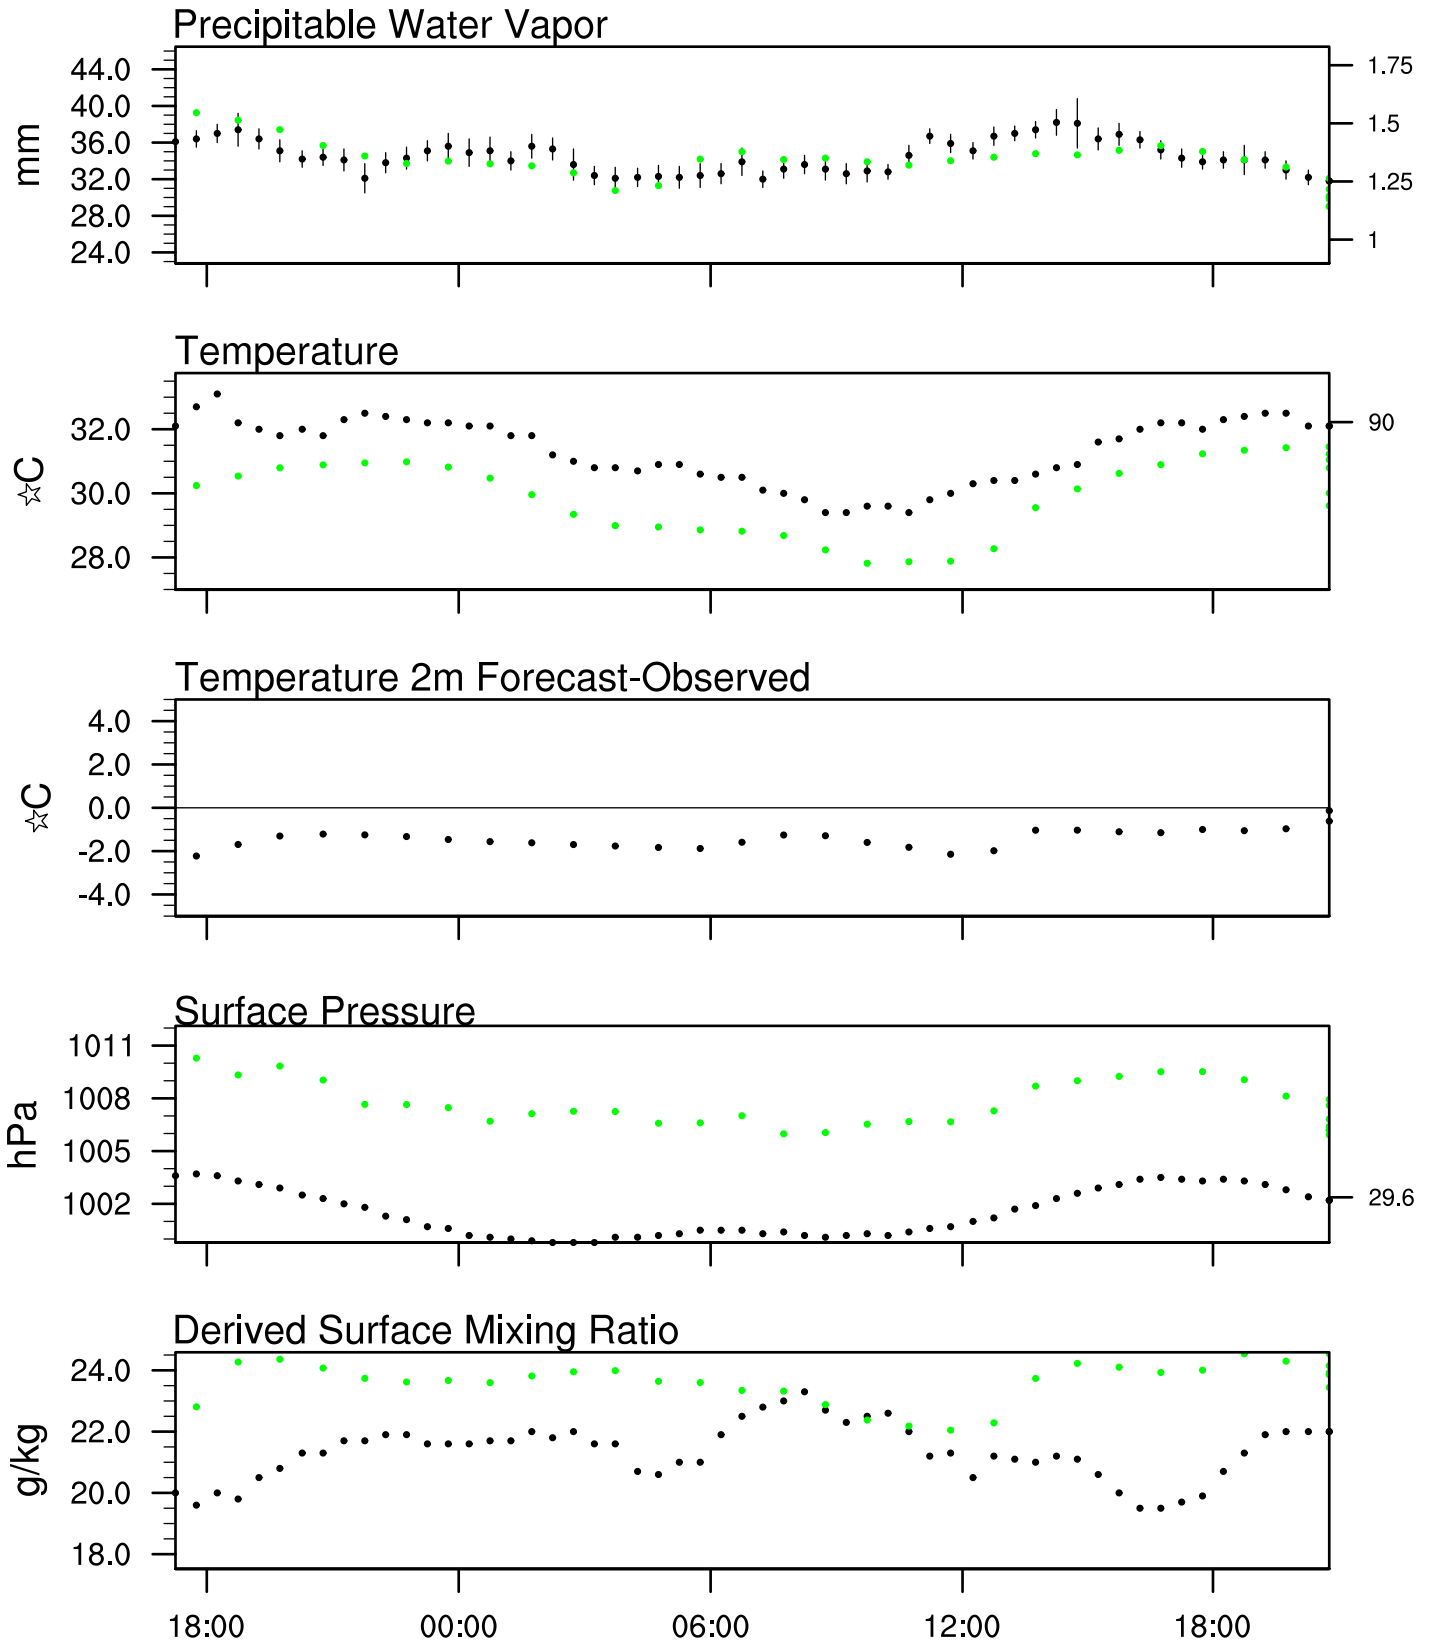 Precipitable Water Vapor
44.0
40.0
36.0
32.0
28.0
24.0
mm
1.75
1.5
1.25
1
Temperature
32.0
30.0
28.0
☆C
90
Temperature 2m Forecast-Observed
4.0
2.0
0.0
-2.0
-4.0
☆C
Surface Pressure
1011
1008
1005
1002
hPa
29.6
Derived Surface Mixing Ratio
24.0
22.0
20.0
18.0
g/kg
18:00 00:00 06:00 12:00 18:00